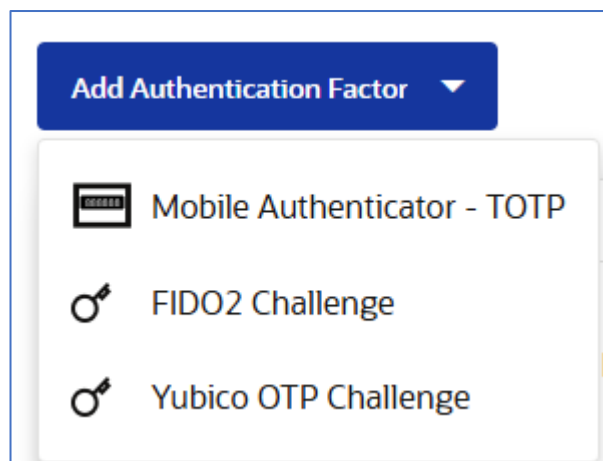 Add Authentication Factor
Mobile Authenticator - TOTP
FIDO2 Challenge
Yubico OTP Challenge